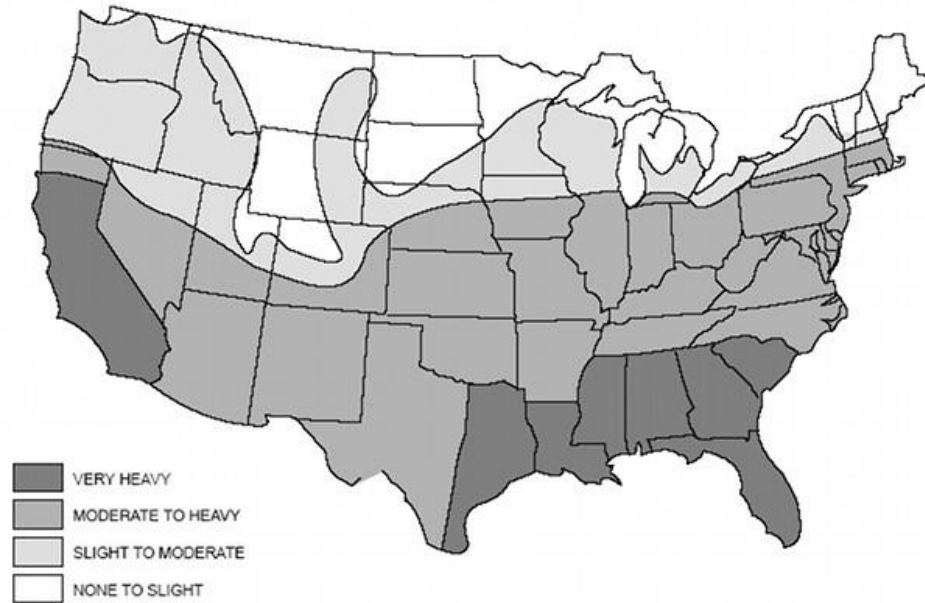 VERY HEAVY
MODERATE TO HEAVY
SLIGHT TO MODERATE
NONE TO SLIGHT